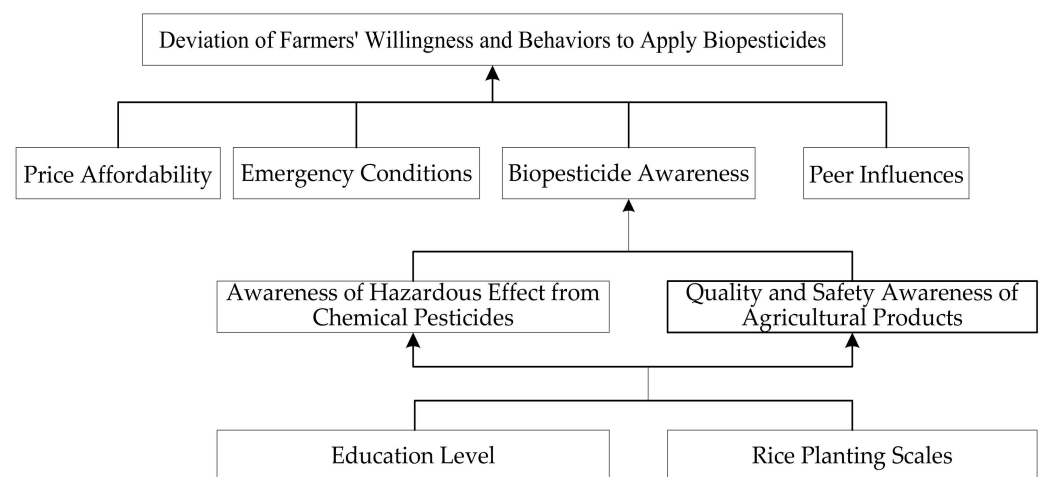 Deviation of Farmers' Willingness and Behaviors to Apply Biopesticides
Price Affordability
Emergency Conditions
Biopesticide Awareness
Peer Influences
Awareness of Hazardous Effect from
Chemical Pesticides
Quality and Safety Awareness of
Agricultural Products
Education Level
Rice Planting Scales